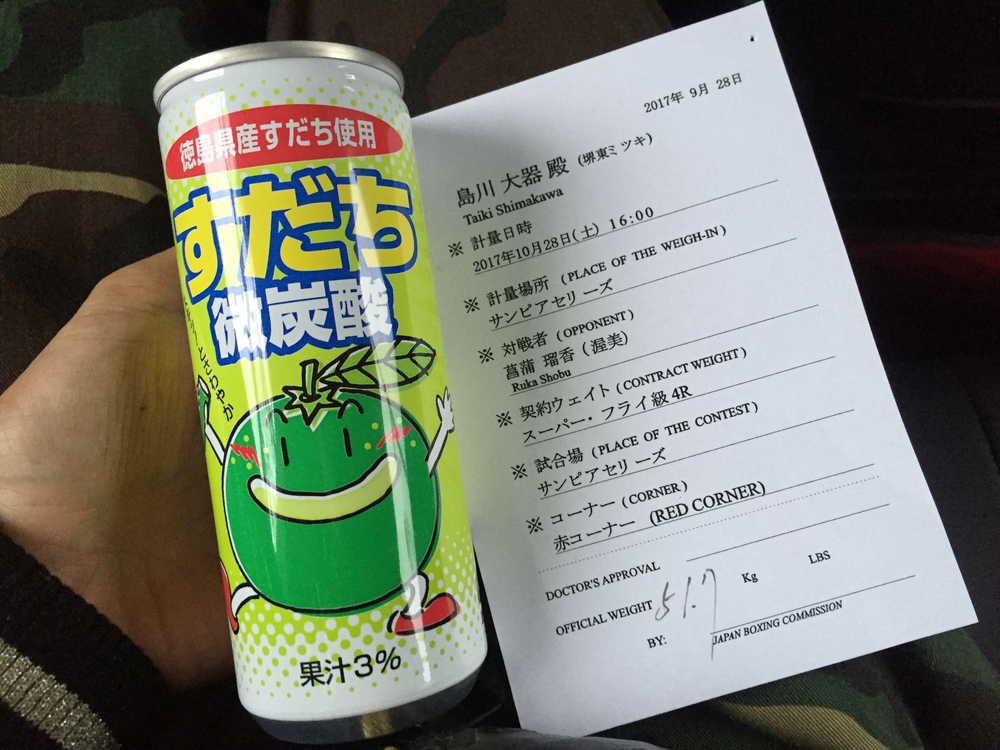 徳島県産すだち使用
すだち
微炭酸
とさわやか
果汁3%
2017年 9月 28日
島川 大器 殿 (堺東ミツキ)
Taiki Shimakawa
※ 計量日時
2017年10月28日(土) 16:00
※ 計量場所 (PLACE OF THE WEIGH-IN)
サンピアセリーズ
※ 対戦者 (OPPONENT)
菖蒲 瑠香 (渥美)
Ruka Shobu
※ 契約ウェイト (CONTRACT WEIGHT)
スーパー・フライ級 4R
※ 試合場 (PLACE OF THE CONTEST)
サンピアセリーズ
※ コーナー (CORNER)
赤コーナー (RED CORNER)
DOCTOR'S APPROVAL
OFFICIAL WEIGHT 51.7 Kg LBS
BY:
JAPAN BOXING COMMISSION